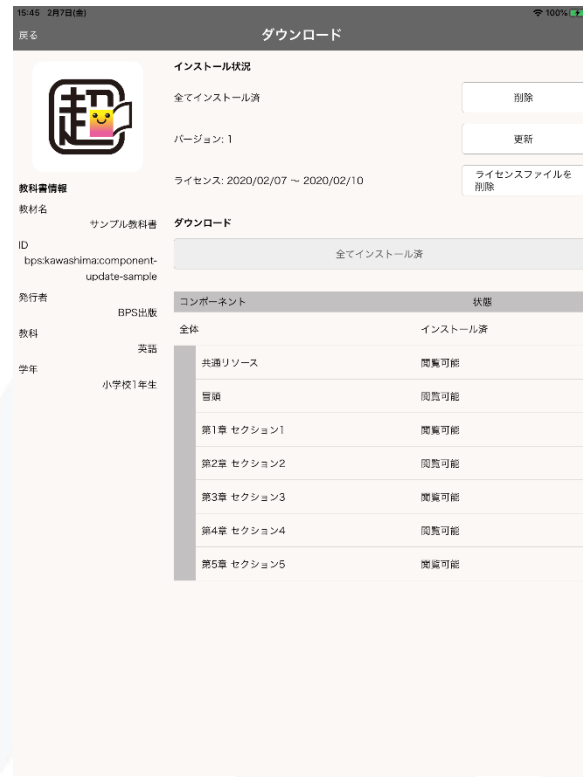 15:45 2月7日(金)
100%
戻る
ダウンロード
超
教科書情報
教材名
サンプル教科書
ID
bps:kawashima:component-
update-sample
発行者
BPS出版
教科
英語
学年
小学校1年生
インストール状況
全てインストール済
削除
バージョン: 1
更新
ライセンス: 2020/02/07 ~ 2020/02/10
ライセンスファイルを
削除
ダウンロード
全てインストール済
コンポーネント 状態
全体 インストール済
共通リソース 閲覧可能
冒頭 閲覧可能
第1章 セクション1 閲覧可能
第2章 セクション2 閲覧可能
第3章 セクション3 閲覧可能
第4章 セクション4 閲覧可能
第5章 セクション5 閲覧可能